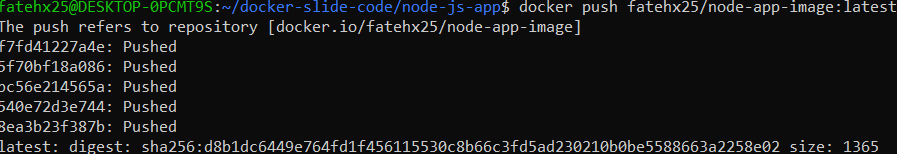 fatehx25@DESKTOP-0PCMT9S:~/docker-slide-code/node-js-app$ docker push fatehx25/node-app-image:latest
The push refers to repository [docker.io/fatehx25/node-app-image]
f7fd41227a4e: Pushed
5f70bf18a086: Pushed
bc56e214565a: Pushed
540e72d3e744: Pushed
8ea3b23f387b: Pushed
latest: digest: sha256:d8b1dc6449e764fd1f456115530c8b66c3fd5ad230210b0be5588663a2258e02 size: 1365